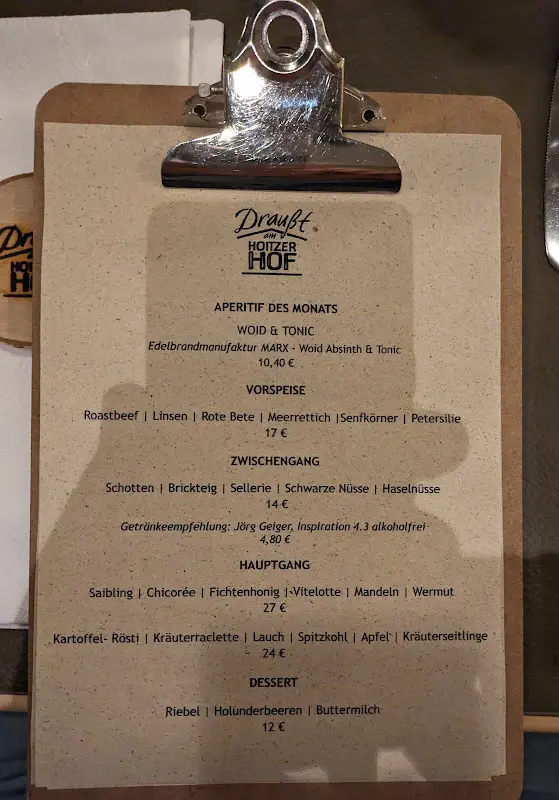 Draußt
am
HOITZER
HOF
APERITIF DES MONATS
WOID & TONIC
Edelbrandmanufaktur MARX - Woid Absinth & Tonic
10,40 €
VORSPEISE
Roastbeef | Linsen | Rote Bete | Meerrettich |Senfkörner | Petersilie
17 €
ZWISCHENGANG
Schotten | Brickteig | Sellerie | Schwarze Nüsse | Haselnüsse
14 €
Getränkeempfehlung: Jörg Geiger, Inspiration 4.3 alkoholfrei
4,80 €
HAUPTGANG
Saibling | Chicorée | Fichtenhonig | Vitelotte | Mandeln | Wermut
27 €
Kartoffel- Rösti | Kräuterraclette | Lauch | Spitzkohl | Apfel | Kräuterseitlinge
24 €
DESSERT
Riebel | Holunderbeeren | Buttermilch
12 €